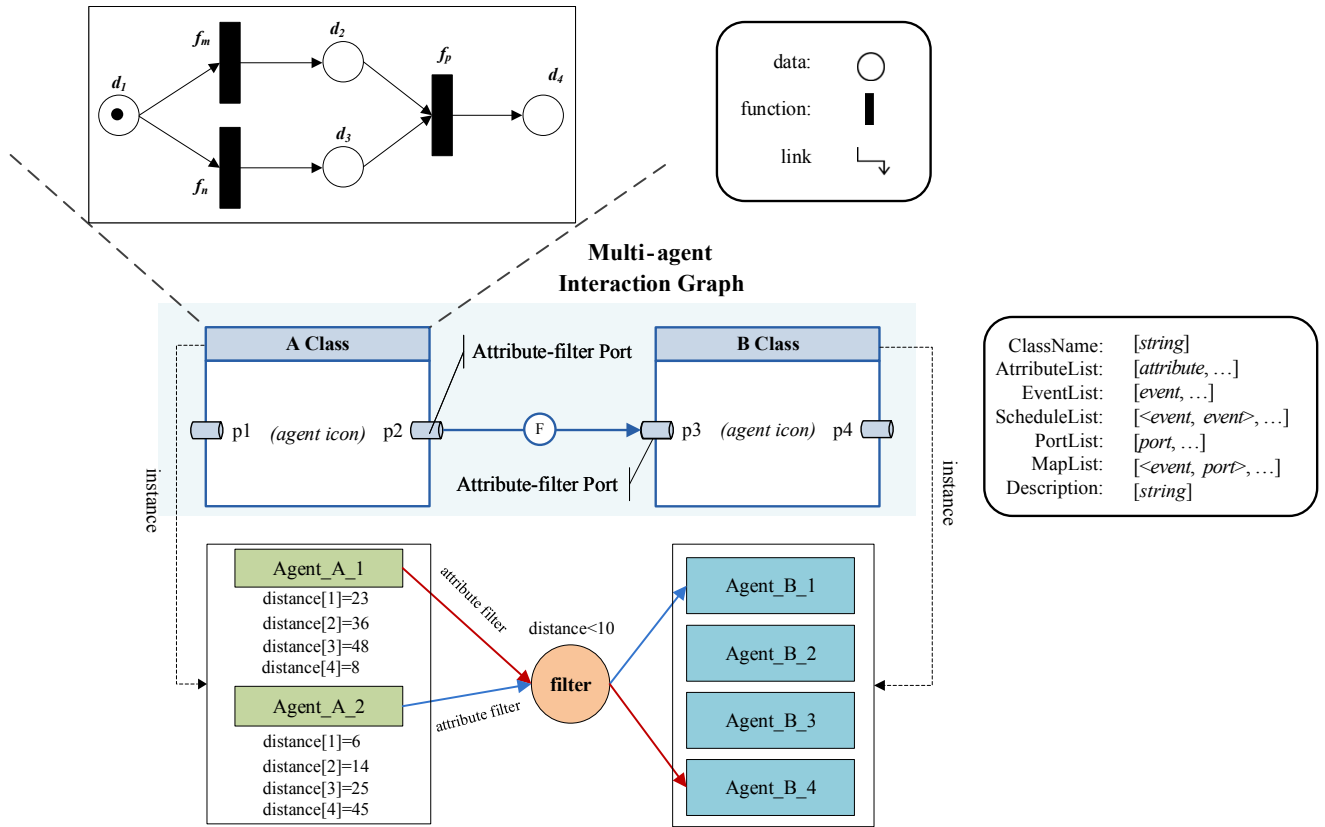 d1
fm
fn
d2
d3
fp
d4
data:
function:
link
Multi-agent
Interaction Graph
A Class
p1
(agent icon)
p2
Attribute-filter Port
F
Attribute-filter Port
B Class
p3
(agent icon)
p4
instance
instance
ClassName: [string]
AtrributeList: [attribute, …]
EventList: [event, …]
ScheduleList: [<event, event>, …]
PortList: [port, …]
MapList: [<event, port>, …]
Description: [string]
Agent_A_1
distance[1]=23
distance[2]=36
distance[3]=48
distance[4]=8
Agent_A_2
distance[1]=6
distance[2]=14
distance[3]=25
distance[4]=45
attribute filter
attribute filter
distance<10
filter
Agent_B_1
Agent_B_2
Agent_B_3
Agent_B_4